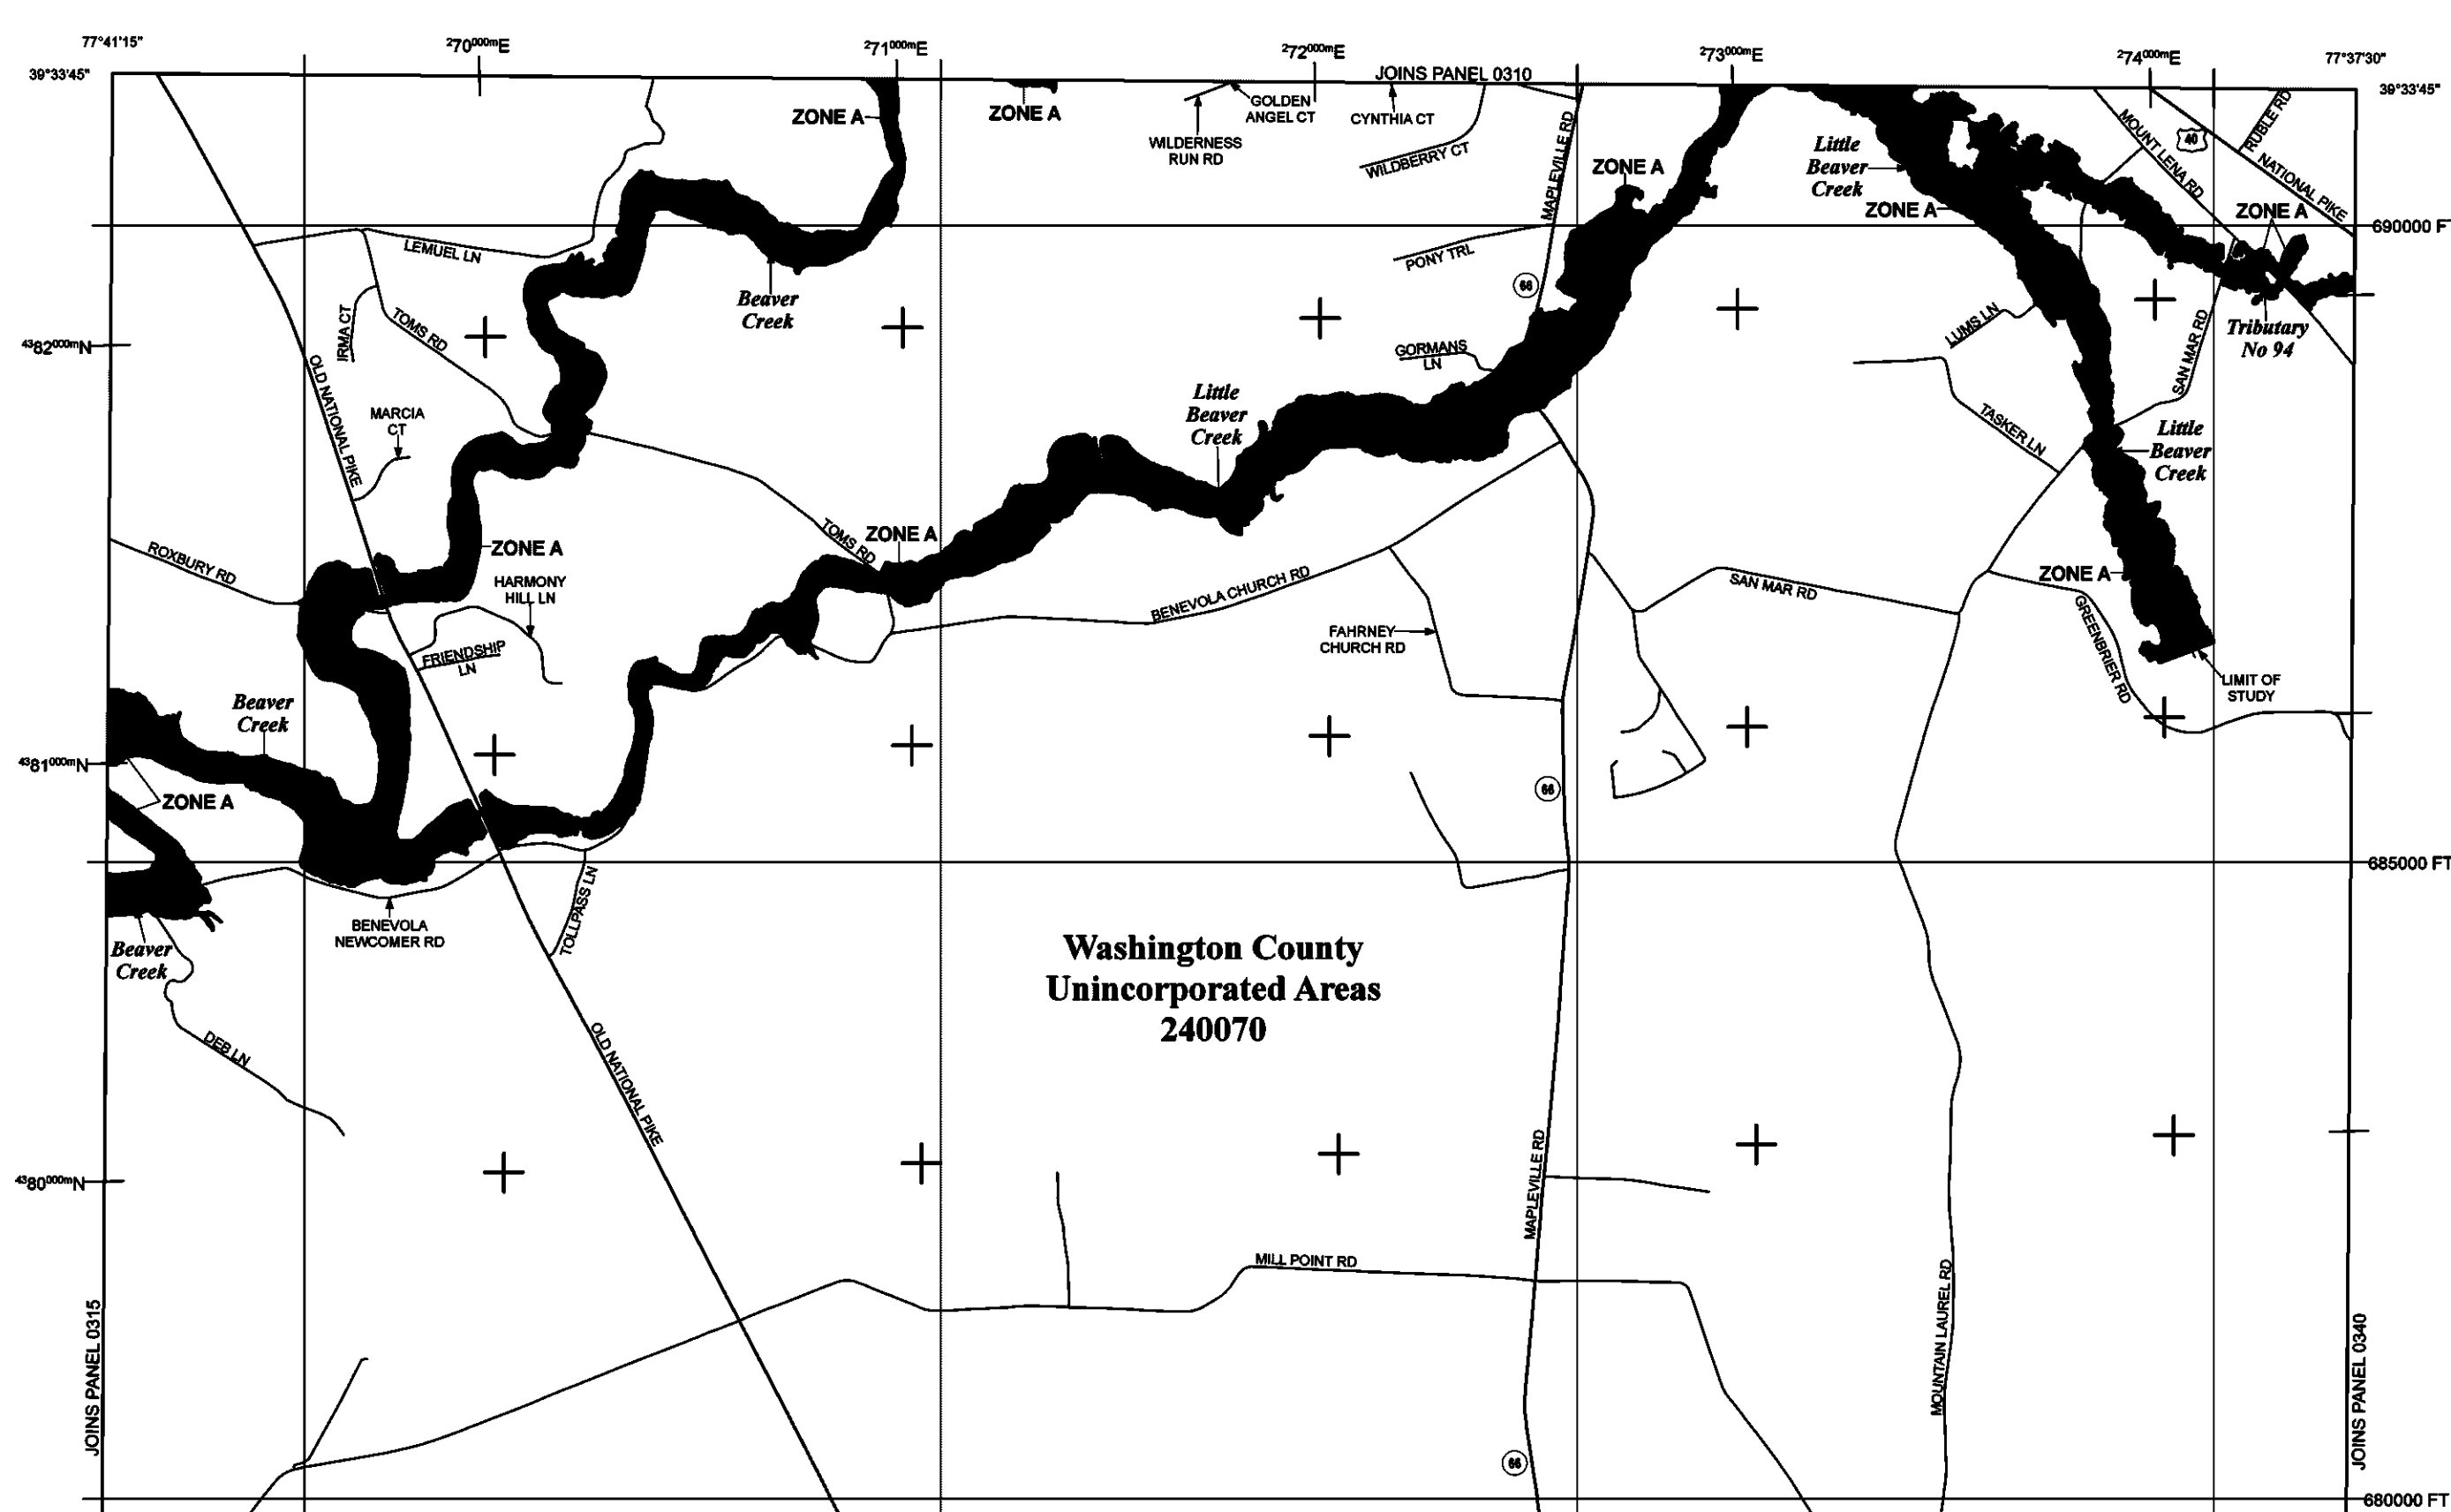 77°41'15"
270000mE
271000mE
272000mE
273000mE
274000mE
77°37'30"
39°33'45"
JOINS PANEL 0310
39°33'45"
ZONE A
ZONE A
GOLDEN
ANGEL CT
CYNTHIA CT
WILDERNESS
RUN RD
WILDBERRY CT
MAPLEVILLE RD
ZONE A
Little
Beaver
Creek
ZONE A
MOUNT LENA RD
40
RUBLE RD
NATIONAL PIKE
ZONE A
690000 FT
LEMUEL LN
PONY TRL
66
Beaver
Creek
IRMA CT
TOMS RD
4382000mN
OLD NATIONAL PIKE
GORMANS
LN
LUMS LN
SAN MAR RD
Tributary
No 94
MARCIA
CT
Little
Beaver
Creek
TASKER LN
Little
Beaver
Creek
ROXBURY RD
ZONE A
TOMS RD
ZONE A
HARMONY
HILL LN
BENEVOLA CHURCH RD
SAN MAR RD
ZONE A
GREENBRIER RD
FRIENDSHIP
LN
FAHRNEY
CHURCH RD
LIMIT OF
STUDY
Beaver
Creek
4381000mN
ZONE A
66
685000 FT
BENEVOLA
NEWCOMER RD
TOLLPASS LN
Beaver
Creek
Washington County
Unincorporated Areas
240070
DEB LN
OLD NATIONAL PIKE
4380000mN
MAPLEVILLE RD
MILL POINT RD
MOUNTAIN LAUREL RD
JOINS PANEL 0315
JOINS PANEL 0340
66
680000 FT